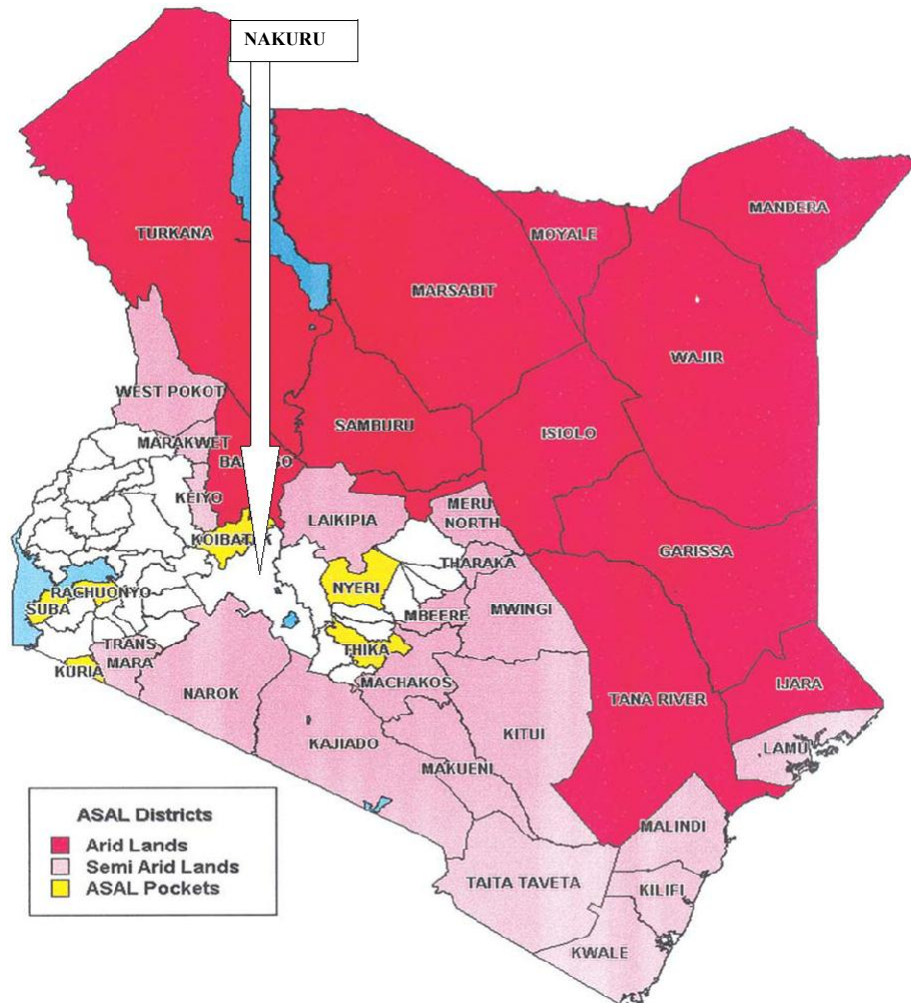 NAKURU
MANDERA
TURKANA
MOYALE
MARSABIT
WAJIR
WEST POKOT
SAMBURU
ISIOLO
MARAKWET
KEIYO
LAIKIPIA
MERU
NORTH
KOIBATEK
GARISSA
THARAKA
NYERI
RACHUONYO
SUBA
MBEERE
MWINGI
TRANS
MARA
THIKA
KURIA
MACHAKOS
NAROK
TANA RIVER
IJARA
KITUI
KAJIADO
LAMU
MAKUENI
MALINDI
TAITA TAVETA
KILIFI
KWALE
ASAL Districts
Arid Lands
Semi Arid Lands
ASAL Pockets